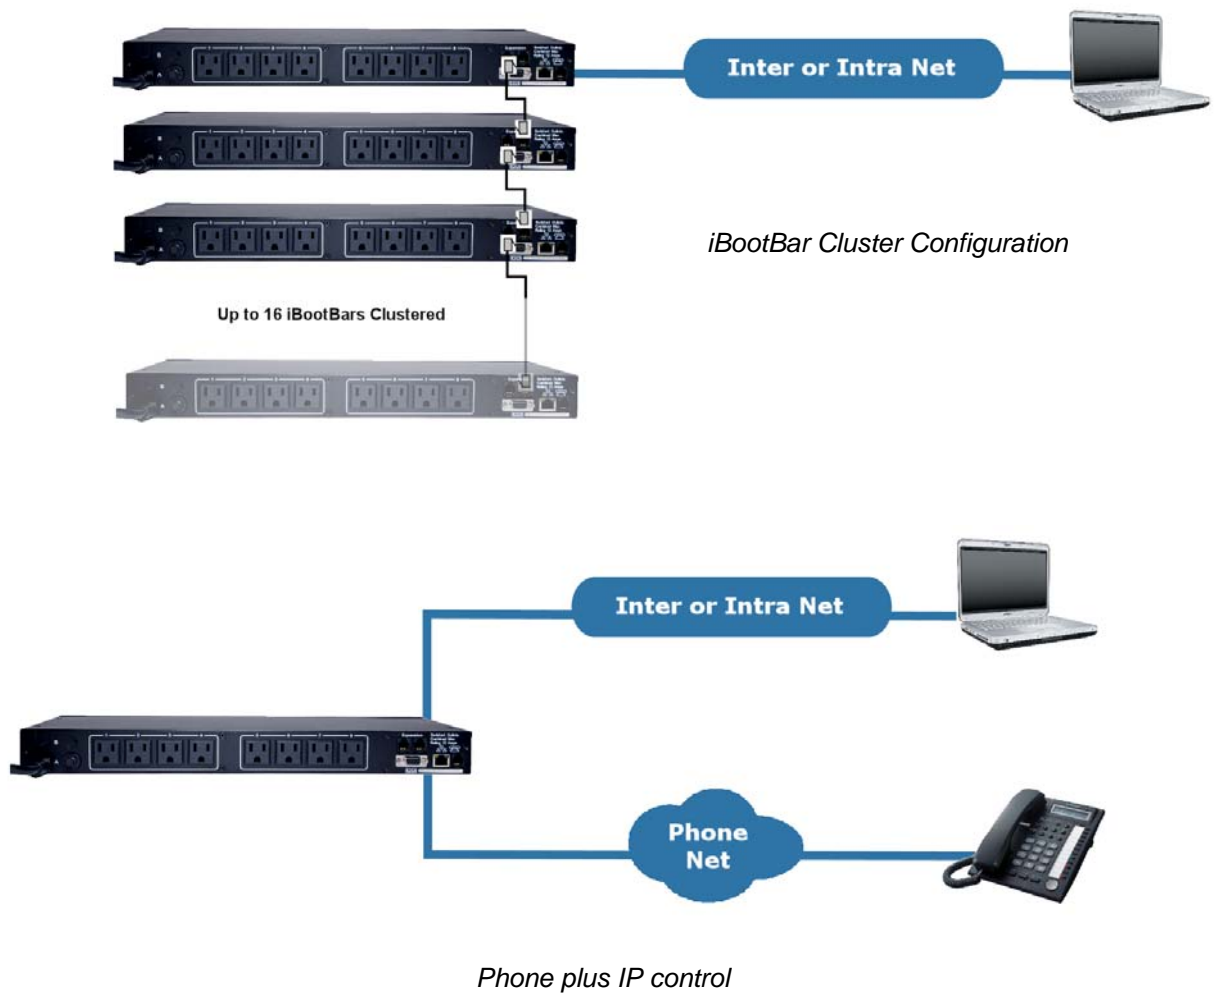 Inter or Intra Net
iBootBar Cluster Configuration
Up to 16 iBootBars Clustered
Inter or Intra Net
Expansion
Phone
Net
Phone plus IP control